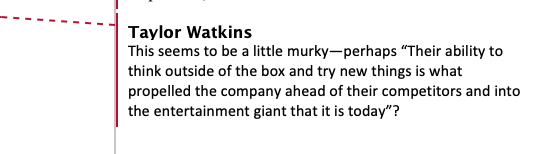 Taylor Watkins
This seems to be a little murky—perhaps “Their ability to
think outside of the box and try new things is what
propelled the company ahead of their competitors and into
the entertainment giant that it is today”?